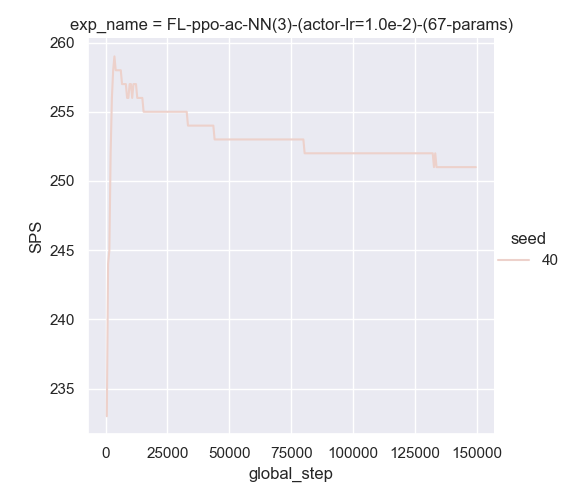 exp_name = FL-ppo-ac-NN(3)-(actor-lr=1.0e-2)-(67-params)
260
255
250
245
240
235
SPS
0 25000 50000 75000 100000 125000 150000
global_step
seed
40